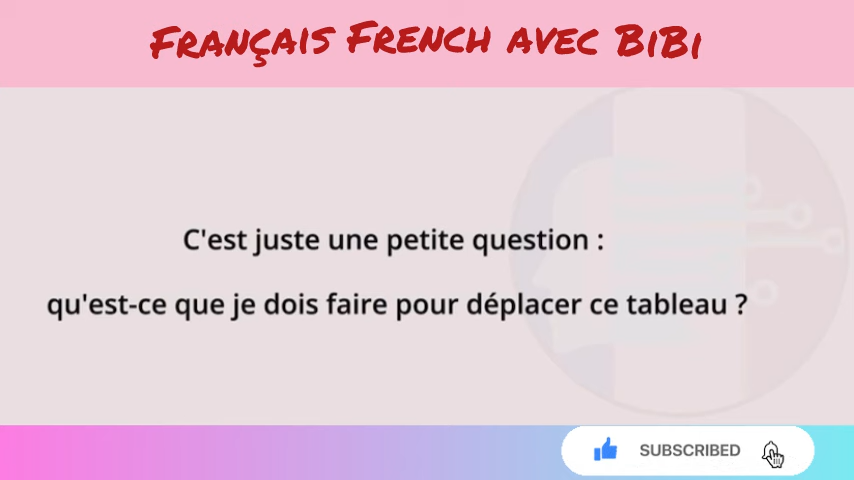 FRANÇAIS FRENCH AVEC BIBI
C'est juste une petite question :
qu'est-ce que je dois faire pour déplacer ce tableau ?
SUBSCRIBED